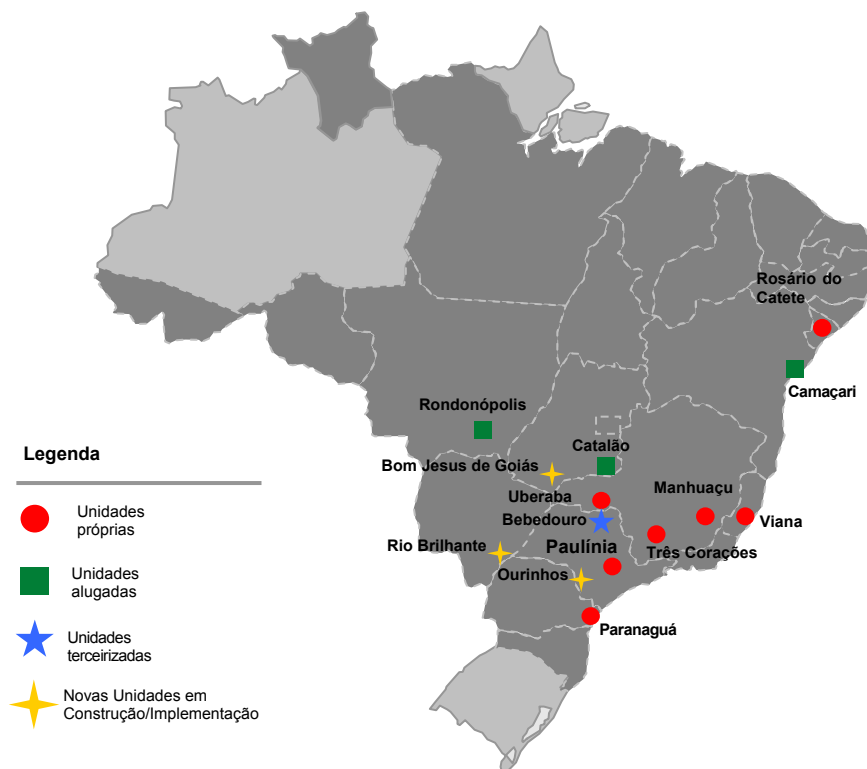 Rosário do
Catete
Camaçari
Rondonópolis
Catalão
Bom Jesus de Goiás
Uberaba
Manhuaçu
Bebedouro
Viana
Paulínia
Rio Brilhante
Três Corações
Ourinhos
Paranaguá
Legenda
Unidades
próprias
Unidades
alugadas
Unidades
terceirizadas
Novas Unidades em
Construção/Implementação